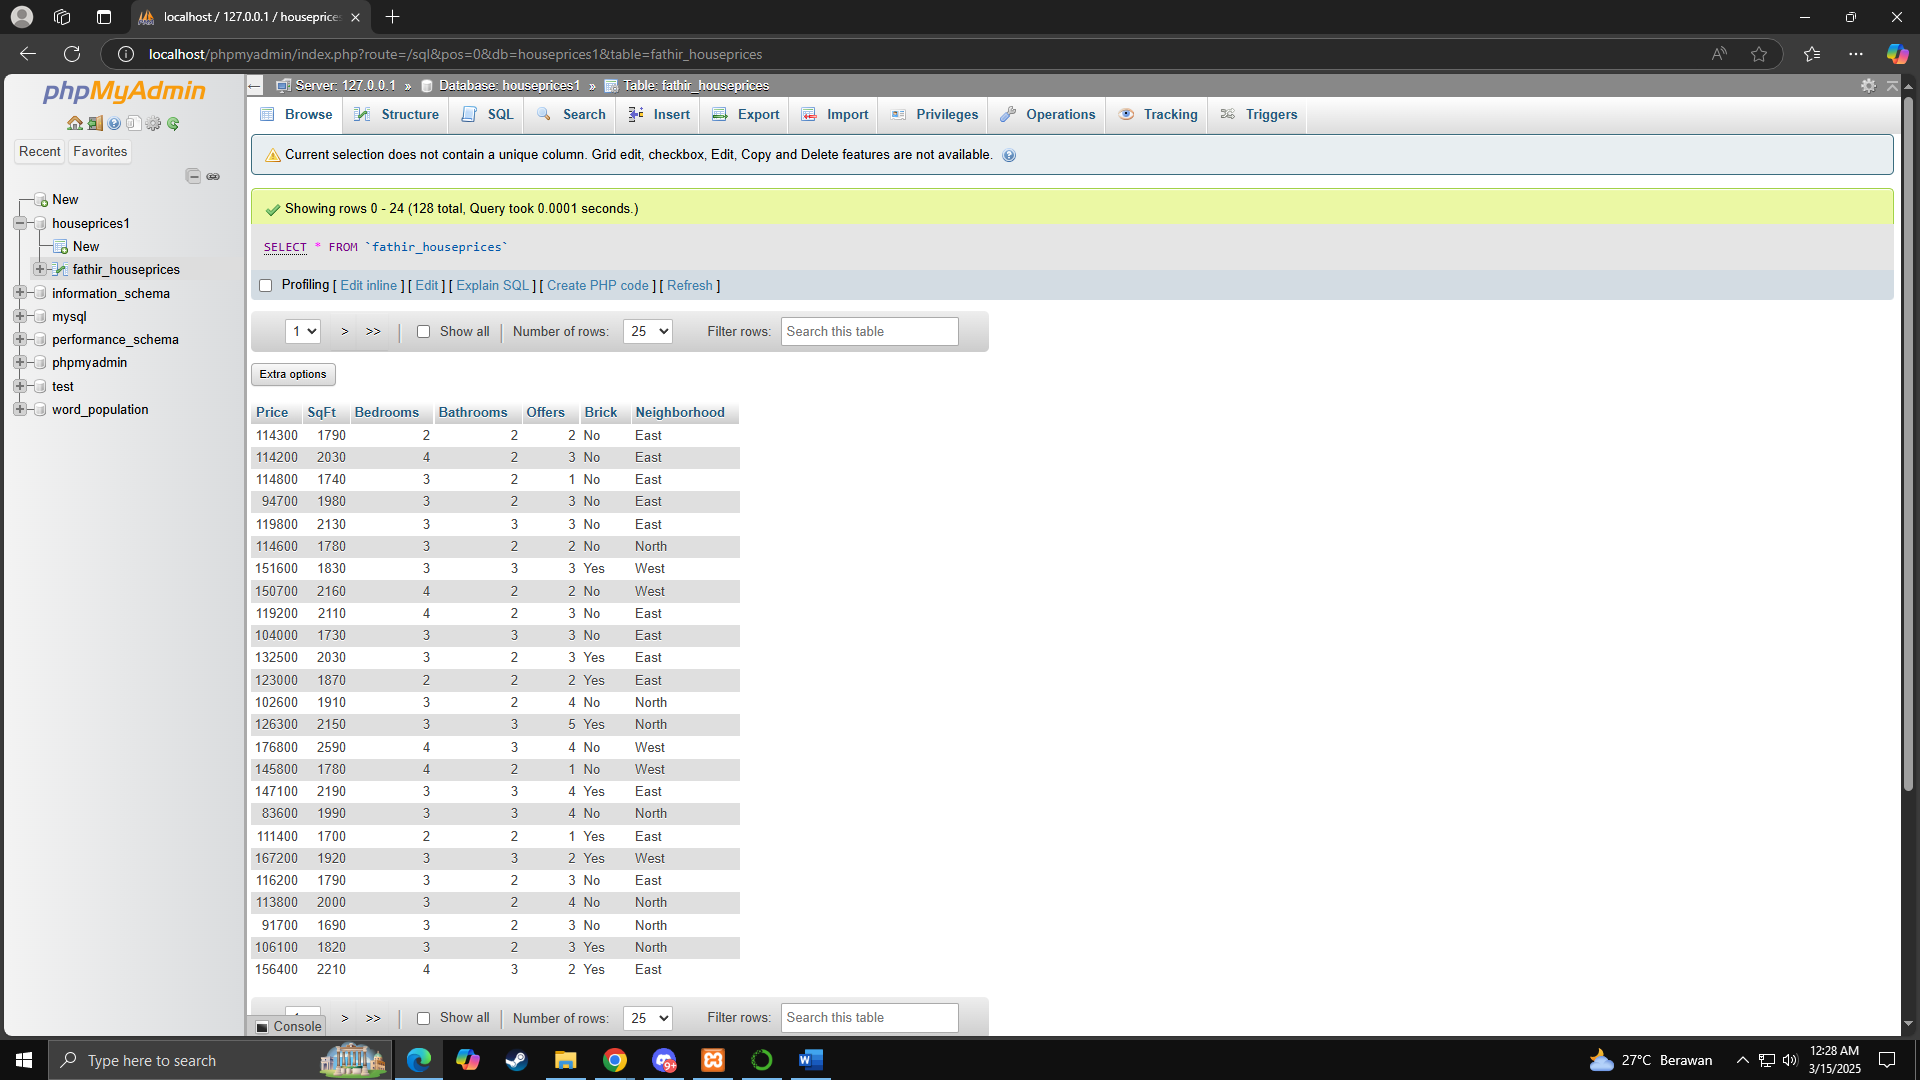 localhost / 127.0.0.1 / houseprices
localhost/phpmyadmin/index.php?route=/sql&pos=0&db=houseprices1&table=fathir_houseprices
phpMyAdmin
Recent
Favorites
New
houseprices1
New
fathir_houseprices
information_schema
mysql
performance_schema
phpmyadmin
test
word_population
Server: 127.0.0.1 » Database: houseprices1 » Table: fathir_houseprices
Browse Structure SQL Search Insert Export Import Privileges Operations Tracking Triggers
Current selection does not contain a unique column. Grid edit, checkbox, Edit, Copy and Delete features are not available.
Showing rows 0 - 24 (128 total, Query took 0.0001 seconds.)
SELECT * FROM `fathir_houseprices`
Profiling [ Edit inline ] [ Edit ] [ Explain SQL ] [ Create PHP code ] [ Refresh ]
1 > >> Show all Number of rows: 25 Filter rows: Search this table
Extra options
Price SqFt Bedrooms Bathrooms Offers Brick Neighborhood
114300 1790 2 2 2 No East
114200 2030 4 2 3 No East
114800 1740 3 2 1 No East
94700 1980 3 2 3 No East
119800 2130 3 3 3 No East
114600 1780 3 2 2 No North
151600 1830 3 3 3 Yes West
150700 2160 4 2 2 No West
119200 2110 4 2 3 No East
104000 1730 3 3 3 No East
132500 2030 3 2 3 Yes East
123000 1870 2 2 2 Yes East
102600 1910 3 2 4 No North
126300 2150 3 3 5 Yes North
176800 2590 4 3 4 No West
145800 1780 4 2 1 No West
147100 2190 3 3 4 Yes East
83600 1990 3 3 4 No North
111400 1700 2 2 1 Yes East
167200 1920 3 3 2 Yes West
116200 1790 3 2 3 No East
113800 2000 3 2 4 No North
91700 1690 3 2 3 No North
106100 1820 3 2 3 Yes North
156400 2210 4 3 2 Yes East
> >> Show all Number of rows: 25 Filter rows: Search this table
Console
Type here to search
9+
27°C Berawan
12:28 AM
3/15/2025